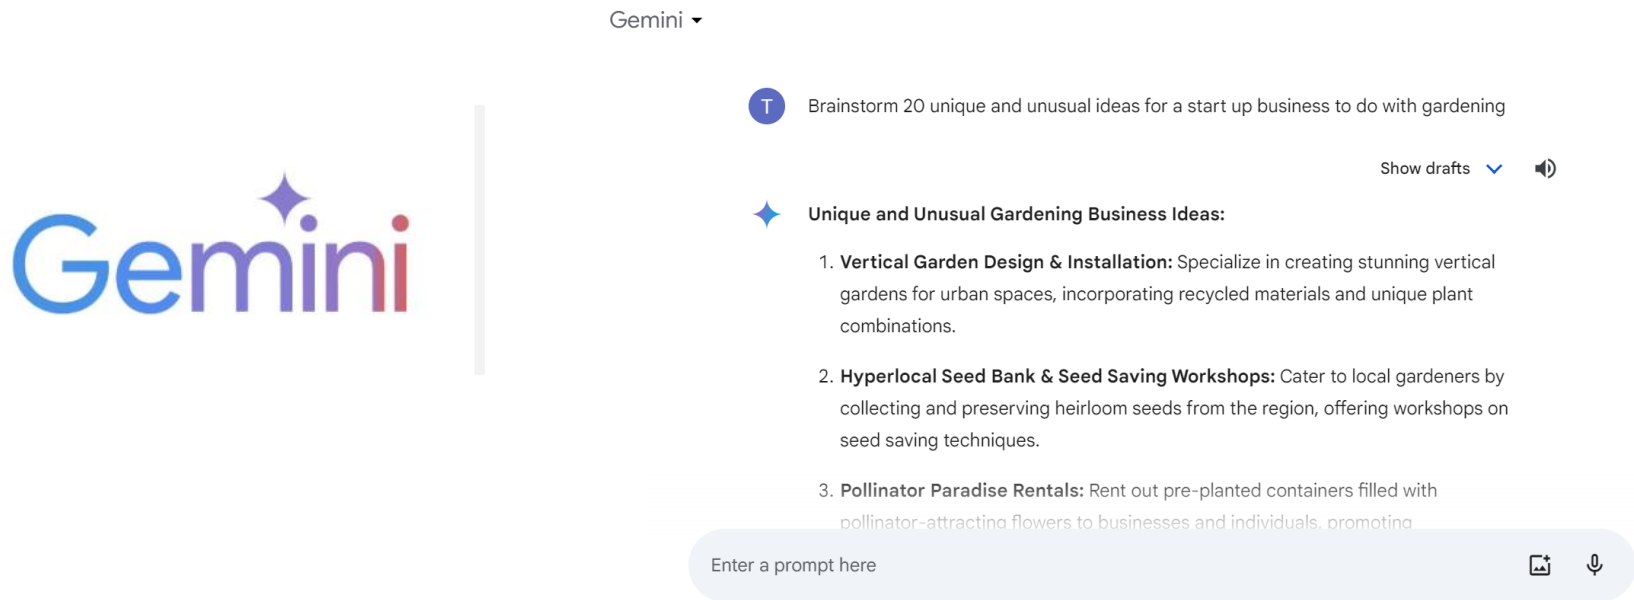 Gemini
Gemini
Brainstorm 20 unique and unusual ideas for a start up business to do with gardening
T
Show drafts
Unique and Unusual Gardening Business Ideas:
1. Vertical Garden Design & Installation: Specialize in creating stunning vertical
gardens for urban spaces, incorporating recycled materials and unique plant
combinations.
2. Hyperlocal Seed Bank & Seed Saving Workshops: Cater to local gardeners by
collecting and preserving heirloom seeds from the region, offering workshops on
seed saving techniques.
3. Pollinator Paradise Rentals: Rent out pre-planted containers filled with
pollinator-attracting flowers to businesses and individuals, promoting
Enter a prompt here